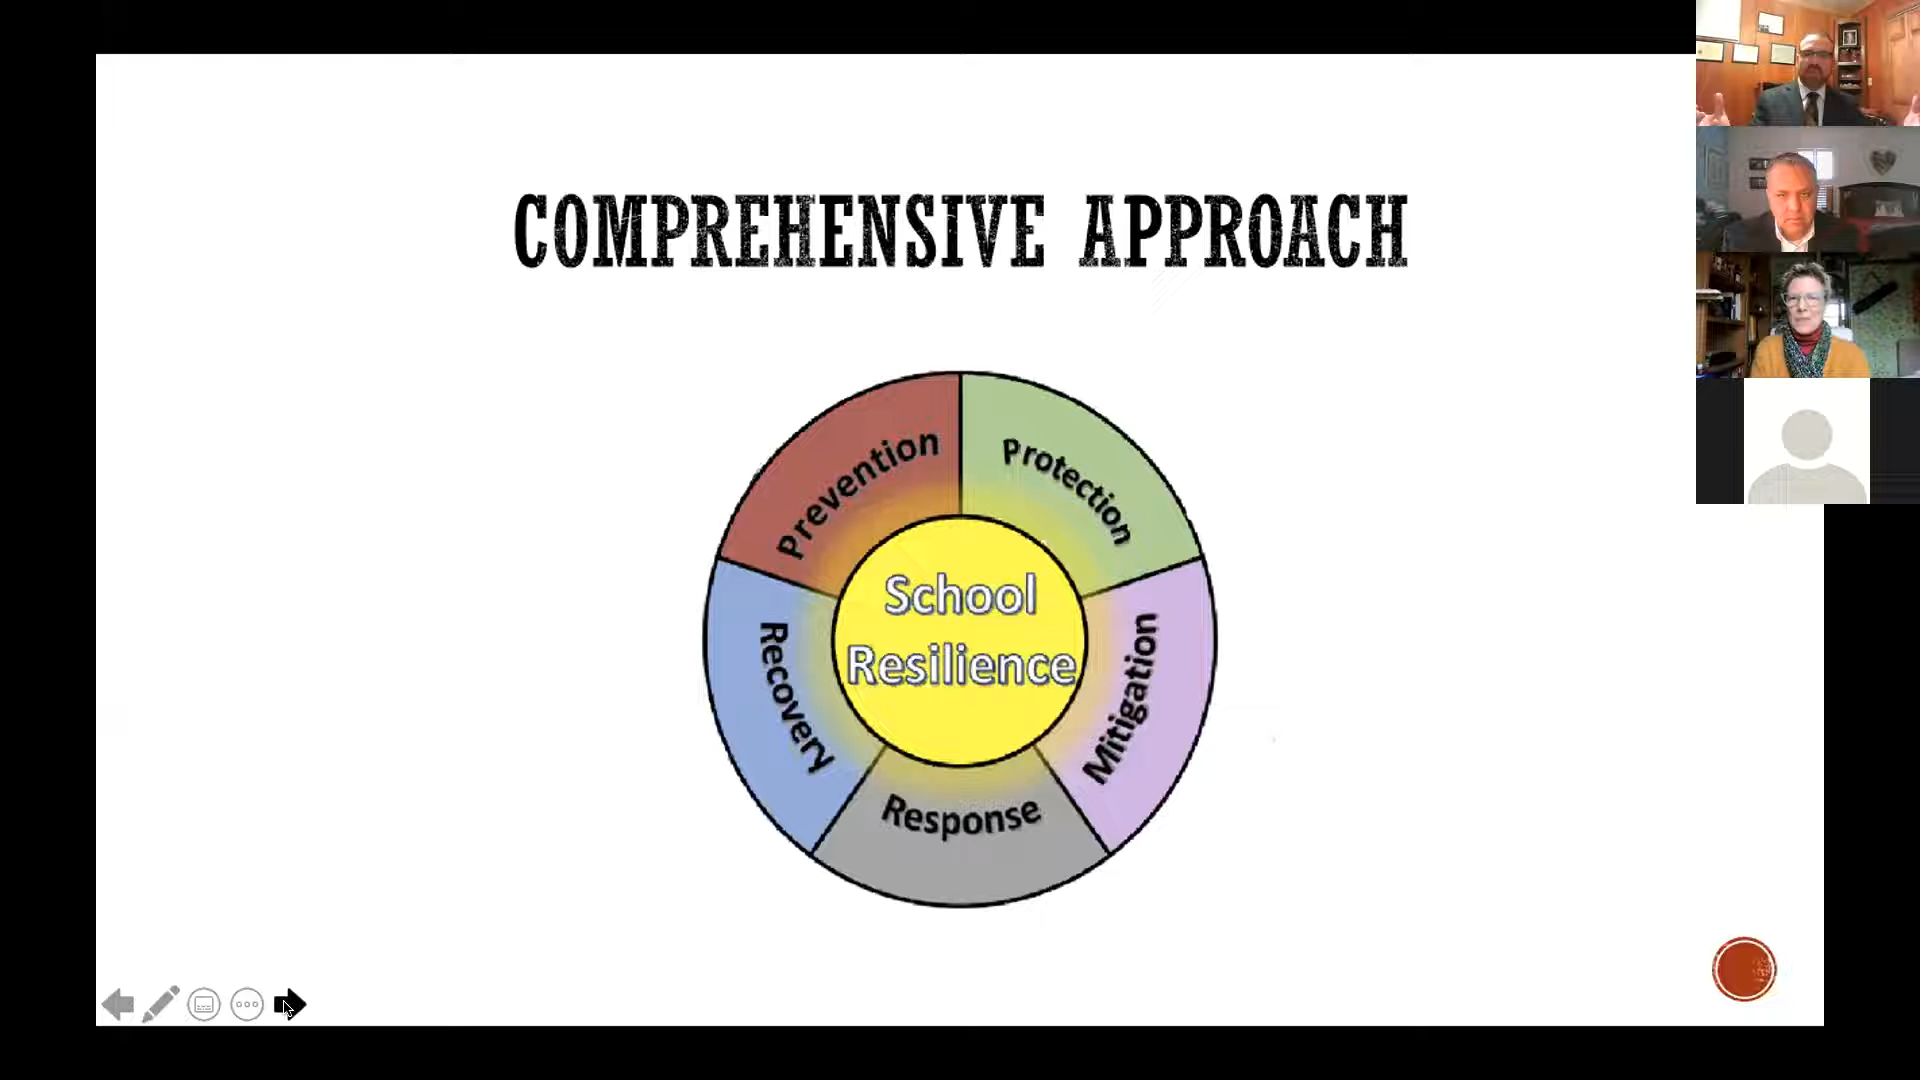 COMPREHENSIVE APPROACH
Prevention
Protection
School
Resilience
Recovery
Mitigation
Response